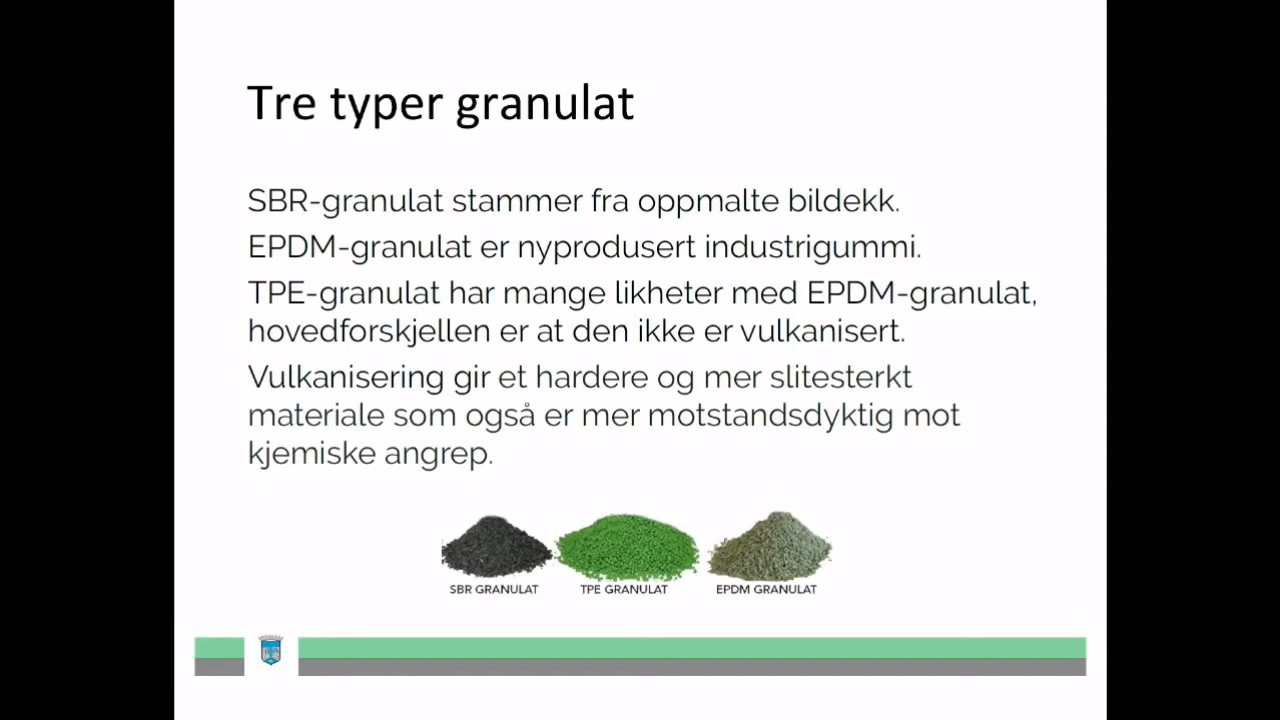 Tre typer granulat
SBR-granulat stammer fra oppmalte bildekk.
EPDM-granulat er nyprodusert industrigummi.
TPE-granulat har mange likheter med EPDM-granulat,
hovedforskjellen er at den ikke er vulkanisert.
Vulkanisering gir et hardere og mer slitesterkt
materiale som også er mer motstandsdyktig mot
kjemiske angrep.
SBR GRANULAT TPE GRANULAT EPDM GRANULAT